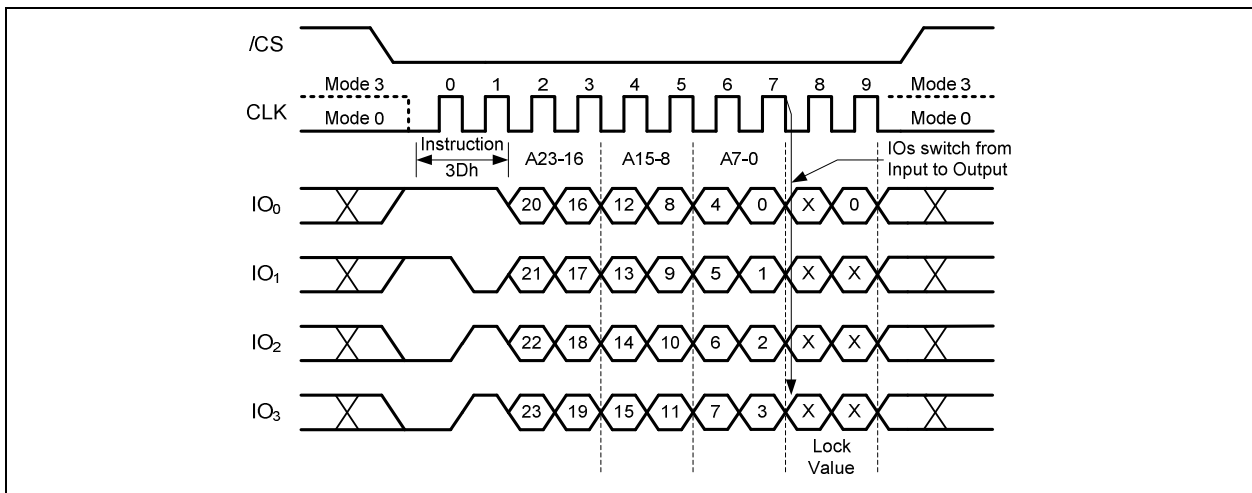 /CS
Mode 3 0 1 2 3 4 5 6 7 8 9 Mode 3
CLK
Mode 0 Mode 0
Instruction A23-16 A15-8 A7-0 IOs switch from
3Dh Input to Output
IO₀ 20 16 12 8 4 0 X 0
IO₁ 21 17 13 9 5 1 X X
IO₂ 22 18 14 10 6 2 X X
IO₃ 23 19 15 11 7 3 X X
Lock
Value